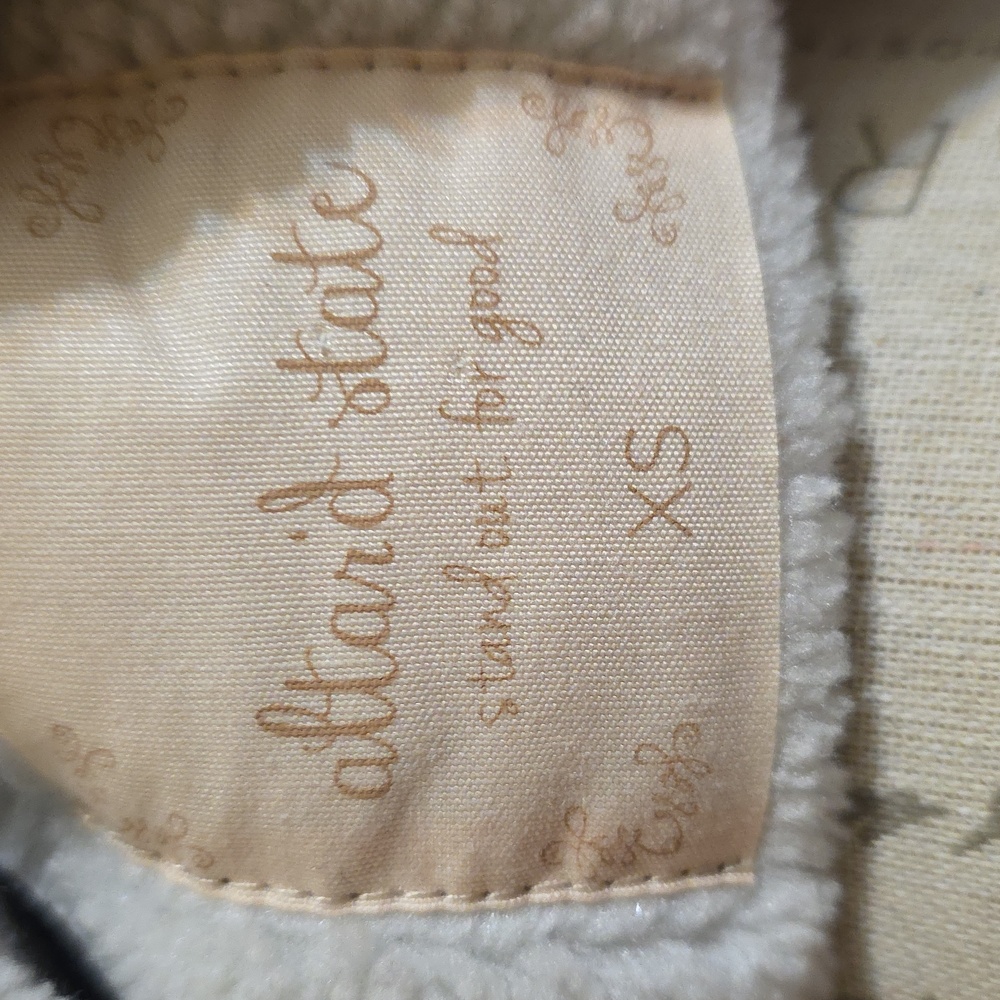 altar'd state
stand out for good
XS